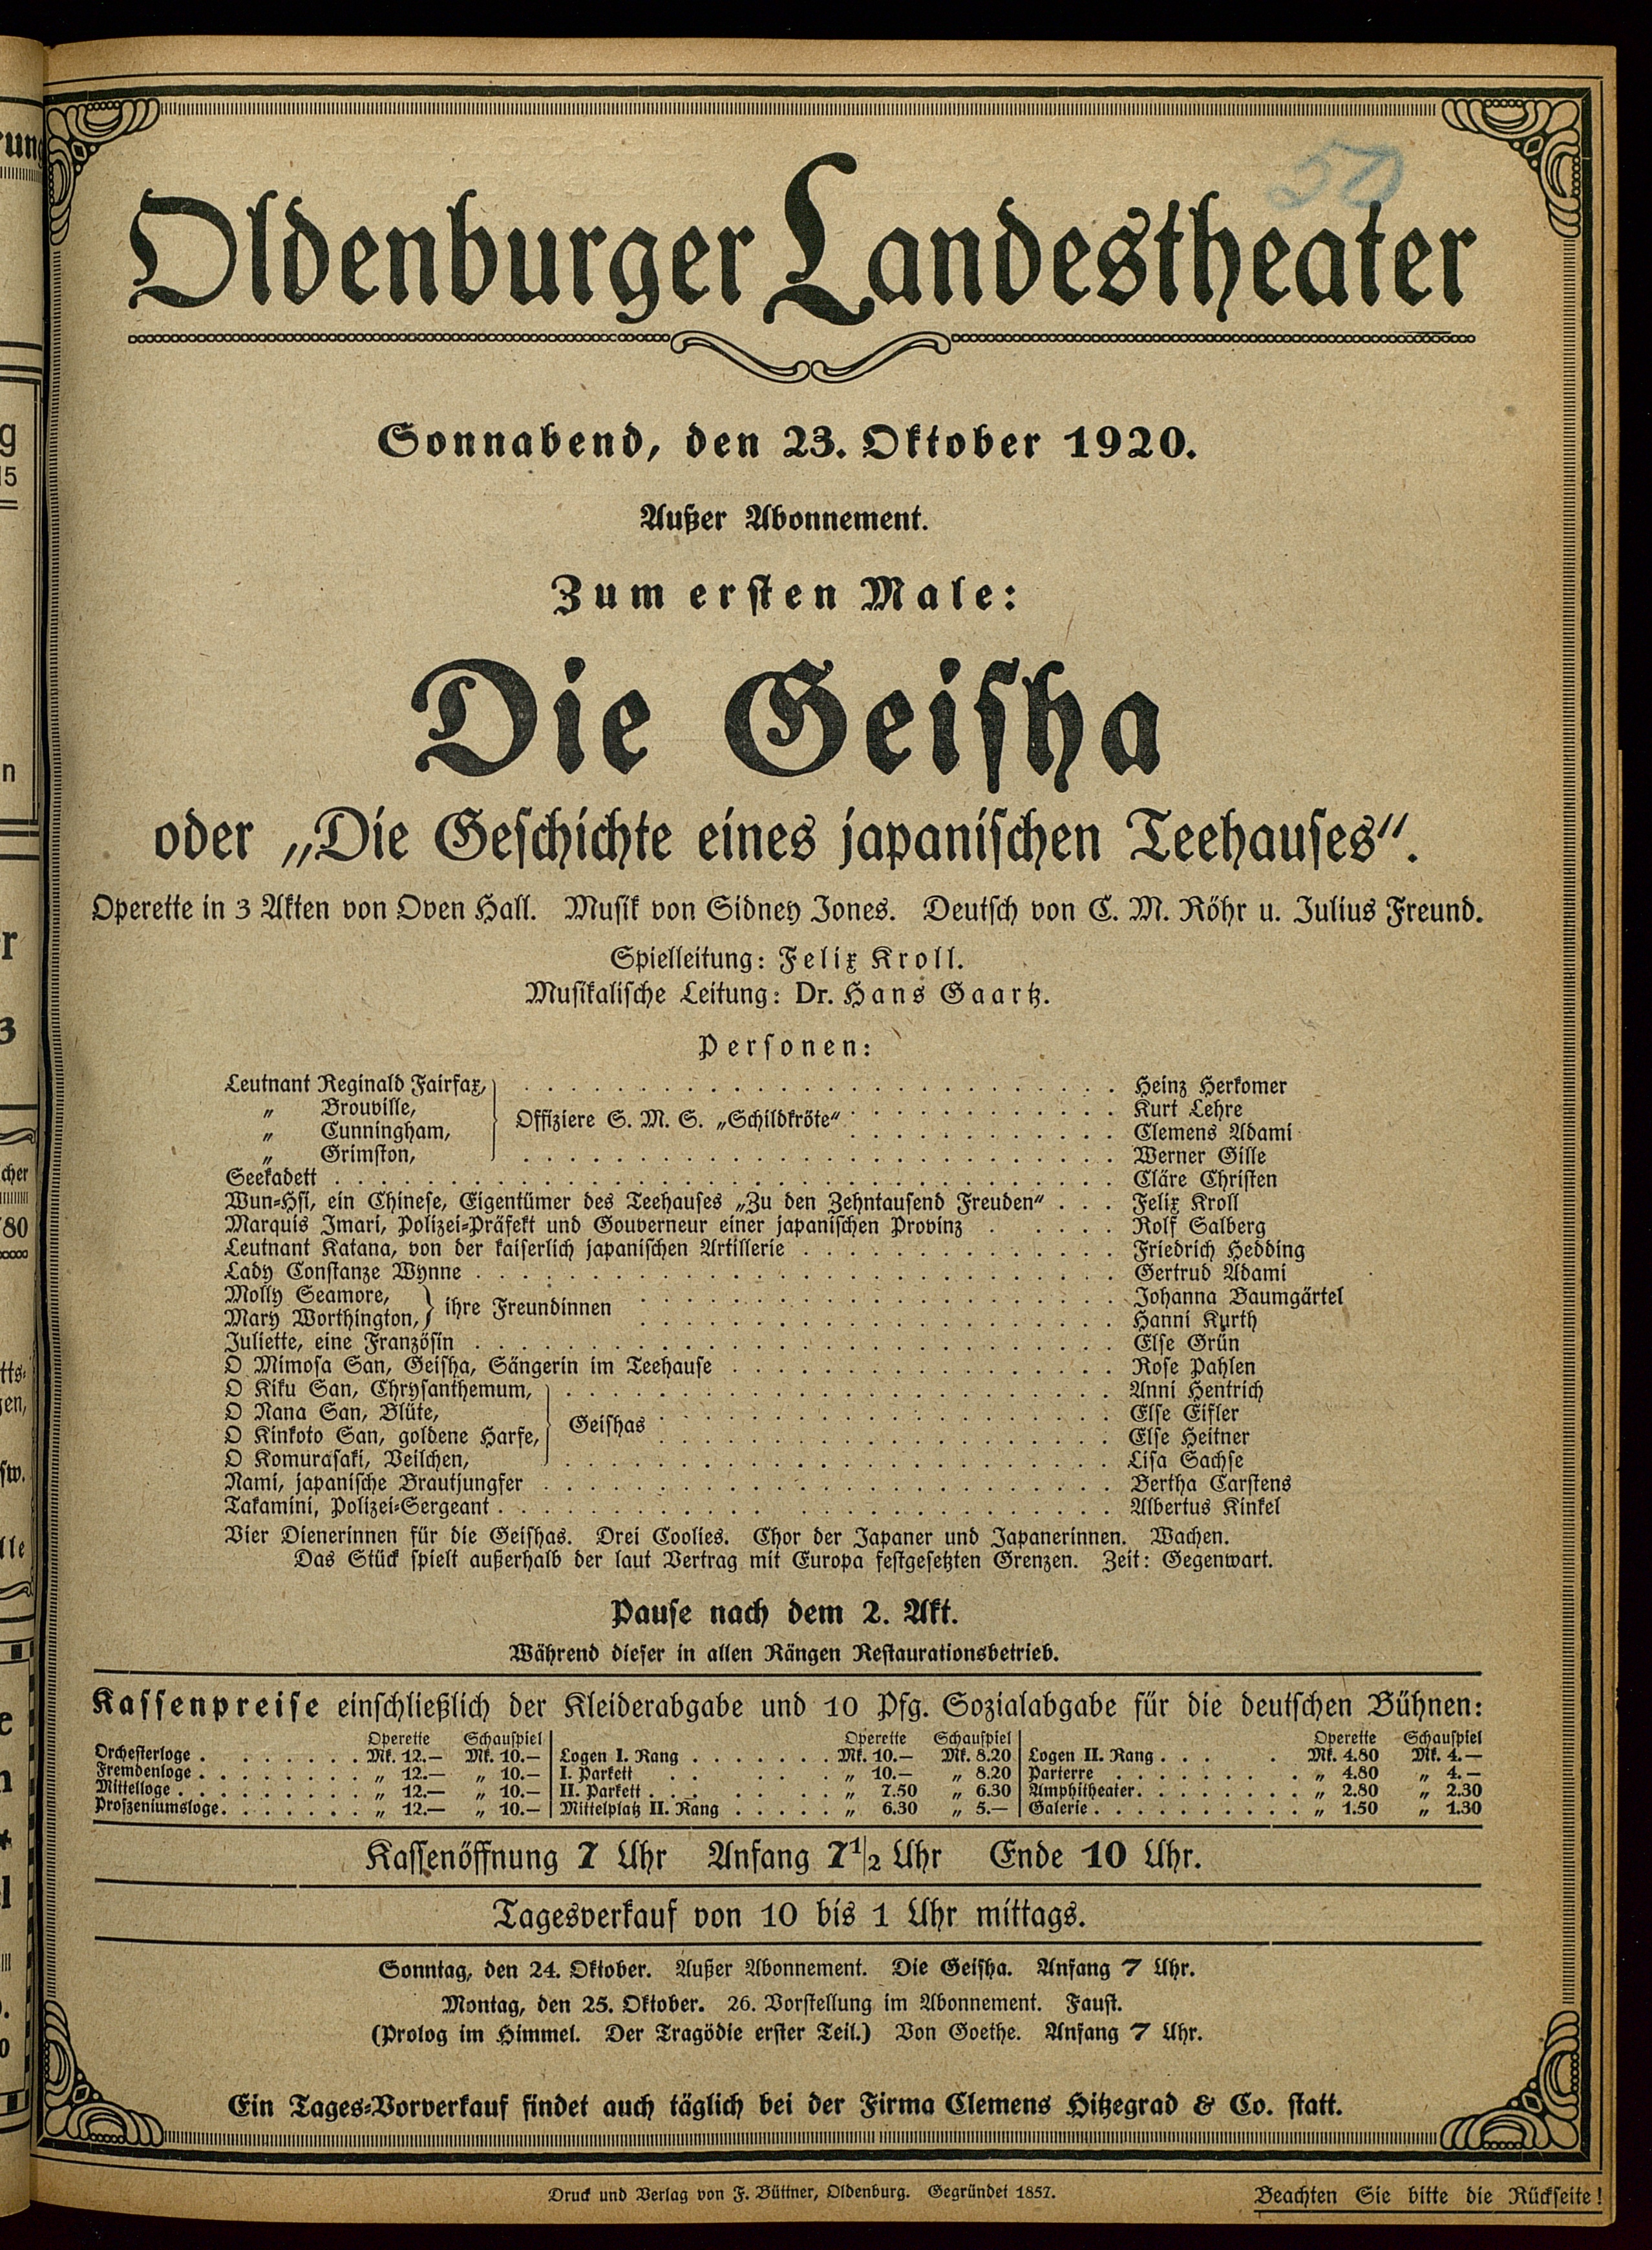 50
Oldenburger Landestheater
Sonnabend, den 23. Oktober 1920.
Außer Abonnement.
Zum ersten Male:
Die Geisha
oder „Die Geschichte eines japanischen Teehauses“.
Operette in 3 Akten von Oven Hall. Musik von Sidney Jones. Deutsch von C. M. Röhr u. Julius Freund.
Spielleitung: Felix Kroll.
Musikalische Leitung: Dr. Hans Gaartz.
Personen:
Leutnant Reginald Fairfax, . . . Heinz Herkomer
„ Brouville, . . . Kurt Lehre
Offiziere S. M. S. „Schildkröte“
„ Cunningham, . . . Clemens Adami
„ Grimston, . . . Werner Gille
Seekadett . . . Cläre Christen
Wun-Hsi, ein Chinese, Eigentümer des Teehauses „Zu den Zehntausend Freuden“ . . . Felix Kroll
Marquis Imari, Polizei-Präfekt und Gouverneur einer japanischen Provinz . . . Rolf Salberg
Leutnant Katana, von der kaiserlich japanischen Artillerie . . . Friedrich Hedding
Lady Constanze Wynne . . . Gertrud Adami
Molly Seamore, . . . Johanna Baumgärtel
ihre Freundinnen
Mary Worthington, . . . Hanni Kurth
Juliette, eine Französin . . . Else Grün
O Mimosa San, Geisha, Sängerin im Teehause . . . Rose Pahlen
O Kiku San, Chrysanthemum, . . . Anni Hentrich
O Nana San, Blüte, . . . Else Eifler
Geishas
O Kinkoto San, goldene Harfe, . . . Else Heitner
O Komurasaki, Veilchen, . . . Lisa Sachse
Nami, japanische Brautjungfer . . . Bertha Carstens
Takamini, Polizei-Sergeant . . . Albertus Kinkel
Vier Dienerinnen für die Geishas. Drei Coolies. Chor der Japaner und Japanerinnen. Wachen.
Das Stück spielt außerhalb der laut Vertrag mit Europa festgesetzten Grenzen. Zeit: Gegenwart.
Pause nach dem 2. Akt.
Während dieser in allen Rängen Restaurationsbetrieb.
Kassenpreise einschließlich der Kleiderabgabe und 10 Pfg. Sozialabgabe für die deutschen Bühnen:
Operette Schauspiel Operette Schauspiel Operette Schauspiel
Orchesterloge . . . Mk. 12.— Mk. 10.— Logen I. Rang . . . Mk. 10.— Mk. 8.20 Logen II. Rang . . . Mk. 4.80 Mk. 4.—
Fremdenloge . . . „ 12.— „ 10.— I. Parkett . . . „ 10.— „ 8.20 Parterre . . . „ 4.80 „ 4.—
Mittelloge . . . „ 12.— „ 10.— II. Parkett . . . „ 7.50 „ 6.30 Amphitheater . . . „ 2.80 „ 2.30
Proszeniumsloge . . . „ 12.— „ 10.— Mittelplatz II. Rang . . . „ 6.30 „ 5.— Galerie . . . „ 1.50 „ 1.30
Kassenöffnung 7 Uhr Anfang 7 1/2 Uhr Ende 10 Uhr.
Tagesverkauf von 10 bis 1 Uhr mittags.
Sonntag, den 24. Oktober. Außer Abonnement. Die Geisha. Anfang 7 Uhr.
Montag, den 25. Oktober. 26. Vorstellung im Abonnement. Faust.
(Prolog im Himmel. Der Tragödie erster Teil.) Von Goethe. Anfang 7 Uhr.
Ein Tages-Vorverkauf findet auch täglich bei der Firma Clemens Hitzegrad & Co. statt.
Druck und Verlag von F. Büttner, Oldenburg. Gegründet 1857.
Beachten Sie bitte die Rückseite!